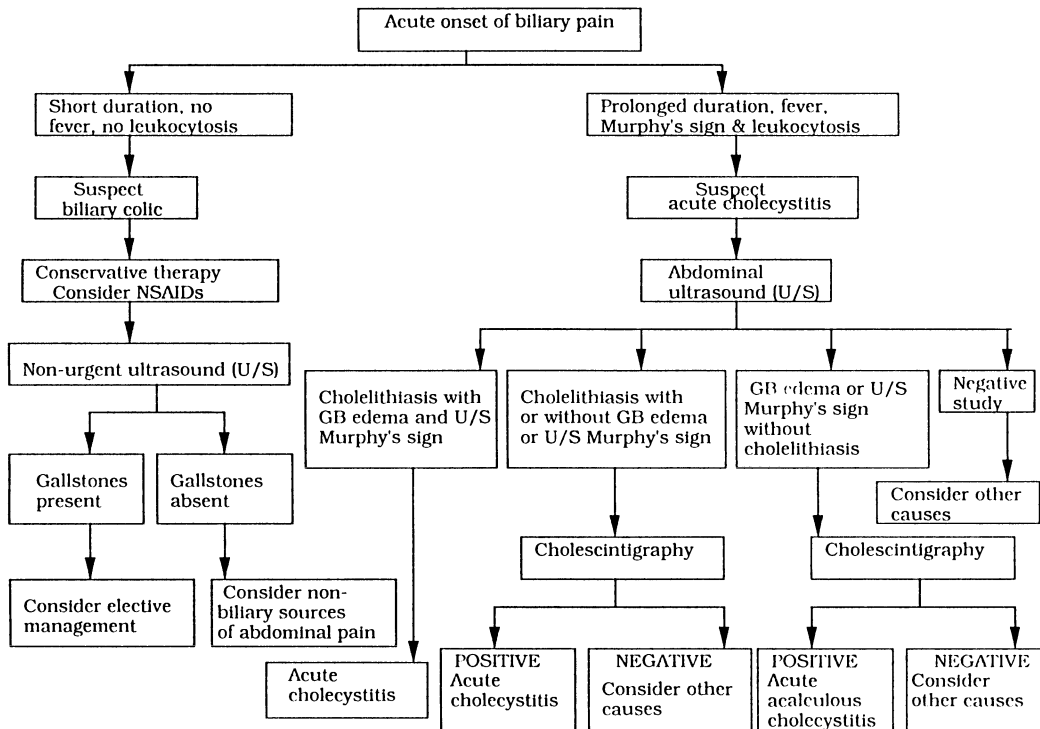 Acute onset of biliary pain
Short duration, no
fever, no leukocytosis
Prolonged duration, fever,
Murphy's sign & leukocytosis
Suspect
biliary colic
Suspect
acute cholecystitis
Conservative therapy
Consider NSAIDs
Abdominal
ultrasound (U/S)
Non-urgent ultrasound (U/S)
Cholelithiasis with
GB edema and U/S
Murphy's sign
Cholelithiasis with
or without GB edema
or U/S Murphy's sign
GB edema or U/S
Murphy's sign
without
cholelithiasis
Negative
study
Gallstones
present
Gallstones
absent
Consider other
causes
Cholescintigraphy
Cholescintigraphy
Consider elective
management
Consider non-
biliary sources
of abdominal pain
Acute
cholecystitis
POSITIVE
Acute
cholecystitis
NEGATIVE
Consider other
causes
POSITIVE
Acute
acalculous
cholecystitis
NEGATIVE
Consider
other causes